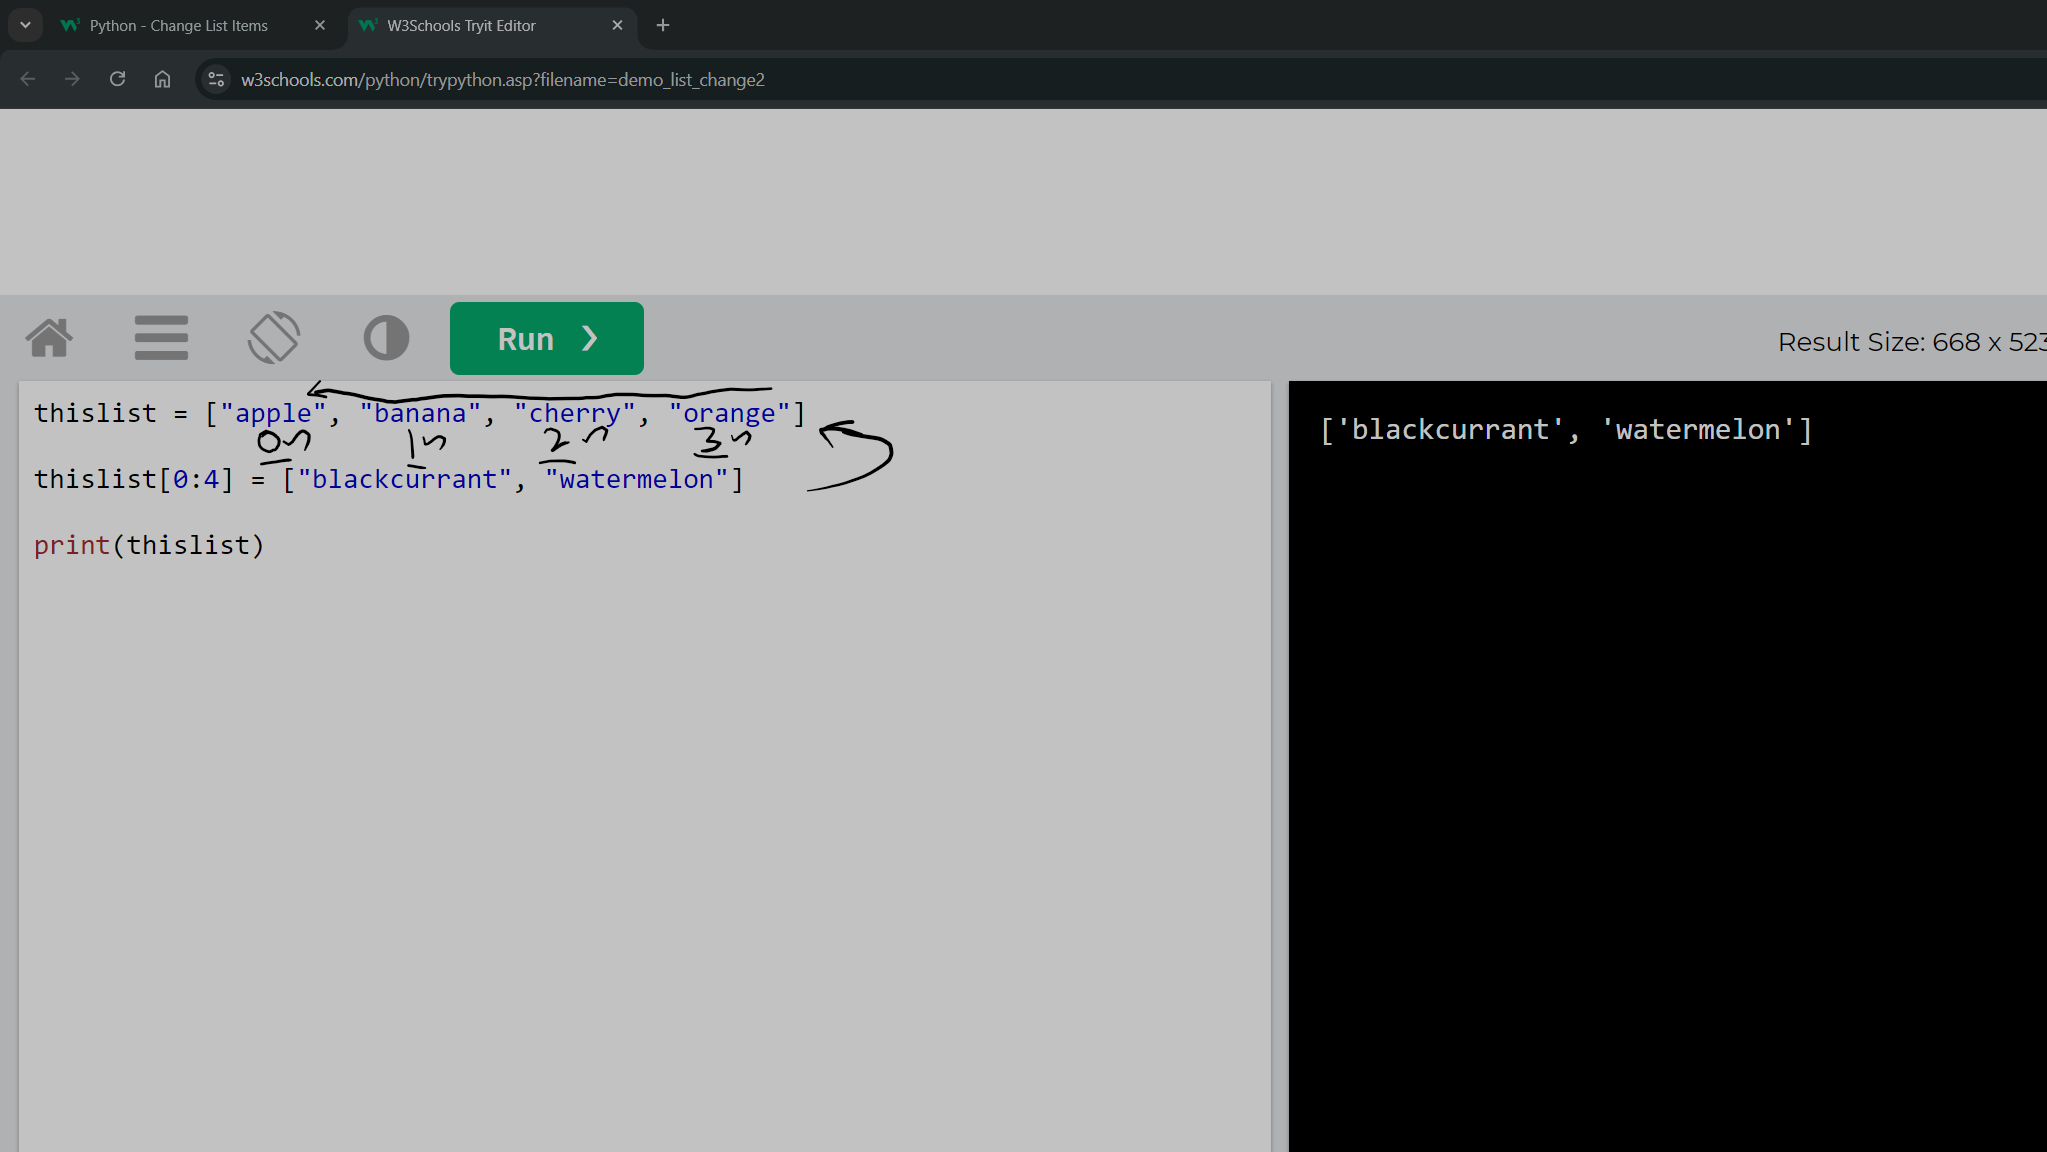 Python - Change List Items
W3Schools Tryit Editor
w3schools.com/python/trypython.asp?filename=demo_list_change2
Run ❯
Result Size: 668 x 523
thislist = ["apple", "banana", "cherry", "orange"]
0 1 2 3
thislist[0:4] = ["blackcurrant", "watermelon"]
print(thislist)
['blackcurrant', 'watermelon']